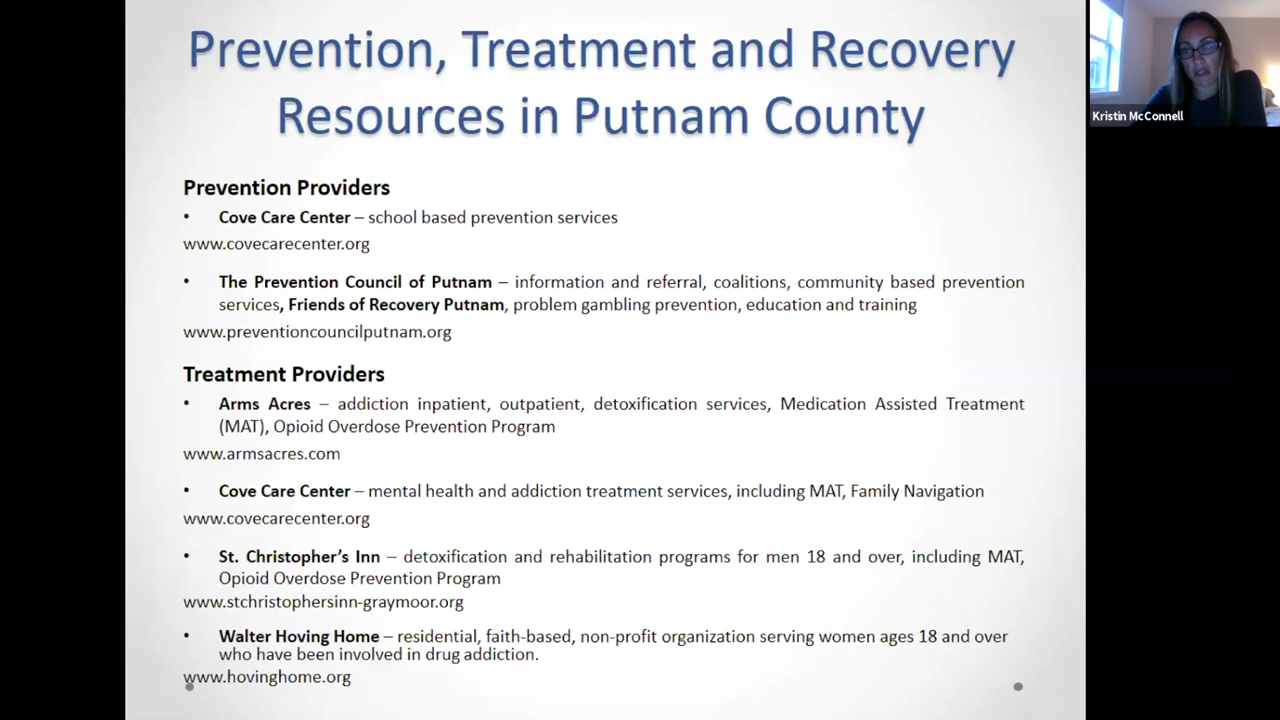 Prevention, Treatment and Recovery
Resources in Putnam County
Prevention Providers
• Cove Care Center – school based prevention services
www.covecarecenter.org
• The Prevention Council of Putnam – information and referral, coalitions, community based prevention
services, Friends of Recovery Putnam, problem gambling prevention, education and training
www.preventioncouncilputnam.org
Treatment Providers
• Arms Acres – addiction inpatient, outpatient, detoxification services, Medication Assisted Treatment
(MAT), Opioid Overdose Prevention Program
www.armsacres.com
• Cove Care Center – mental health and addiction treatment services, including MAT, Family Navigation
www.covecarecenter.org
• St. Christopher’s Inn – detoxification and rehabilitation programs for men 18 and over, including MAT,
Opioid Overdose Prevention Program
www.stchristophersinn-graymoor.org
• Walter Hoving Home – residential, faith-based, non-profit organization serving women ages 18 and over
who have been involved in drug addiction.
www.hovinghome.org
Kristin McConnell